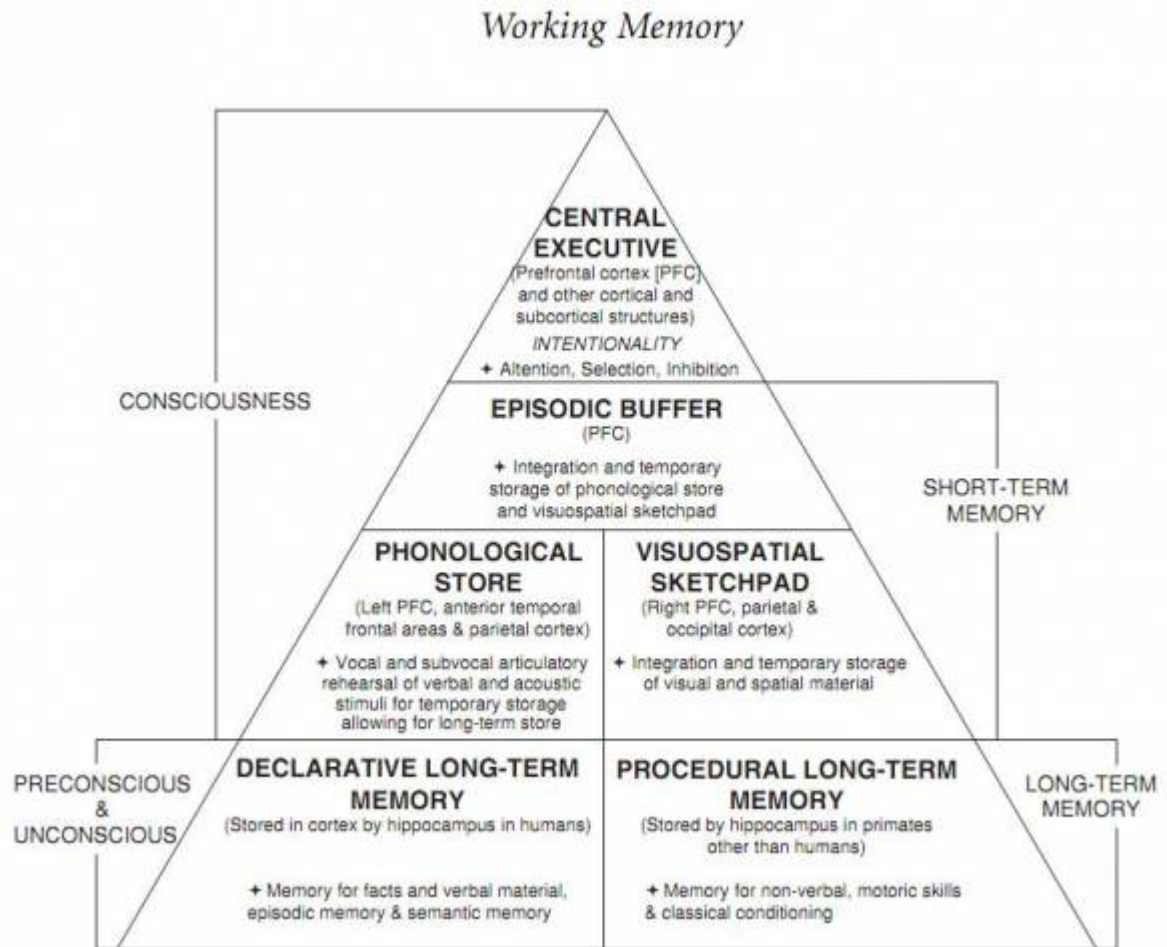 Working Memory
CENTRAL
EXECUTIVE
(Prefrontal cortex [PFC]
and other cortical and
subcortical structures)
INTENTIONALITY
+ Altention, Selection, Inhibition
CONSCIOUSNESS
EPISODIC BUFFER
(PFC)
+ Integration and temporary
storage of phonological store
and visuospatial sketchpad
SHORT-TERM
MEMORY
PHONOLOGICAL
STORE
(Left PFC, anterior temporal
frontal areas & parietal cortex)
+ Vocal and subvocal articulatory
rehearsal of verbal and acoustic
stimuli for temporary storage
allowing for long-term store
VISUOSPATIAL
SKETCHPAD
(Right PFC, parietal &
occipital cortex)
+ Integration and temporary storage
of visual and spatial material
PRECONSCIOUS
&
UNCONSCIOUS
DECLARATIVE LONG-TERM
MEMORY
(Stored in cortex by hippocampus in humans)
+ Memory for facts and verbal material,
episodic memory & semantic memory
PROCEDURAL LONG-TERM
MEMORY
(Stored by hippocampus in primates
other than humans)
+ Memory for non-verbal, motoric skills
& classical conditioning
LONG-TERM
MEMORY